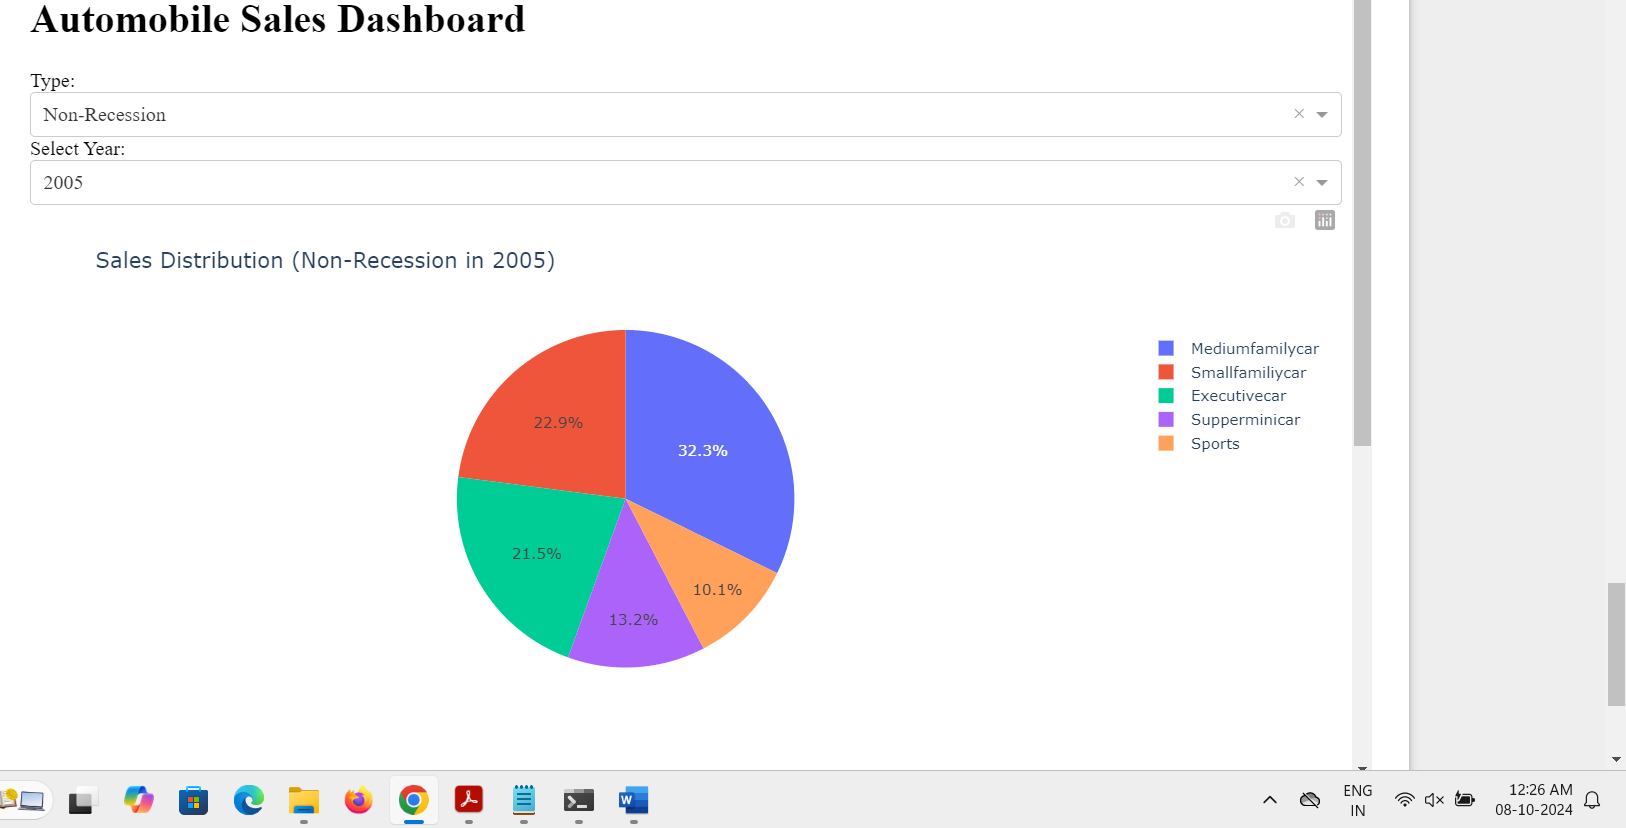 Automobile Sales Dashboard
Type:
Non-Recession
Select Year:
2005
Sales Distribution (Non-Recession in 2005)
Mediumfamilycar
Smallfamiliycar
Executivecar
Supperminicar
Sports
22.9%
32.3%
21.5%
10.1%
13.2%
ENG
IN
12:26 AM
08-10-2024